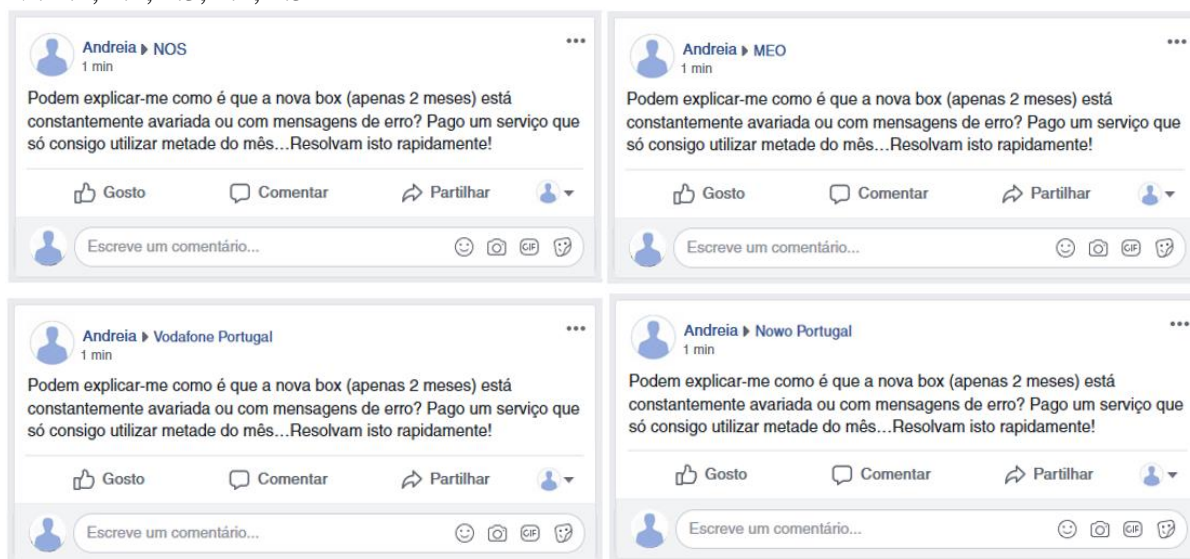 Andreia ▸ NOS
1 min
Podem explicar-me como é que a nova box (apenas 2 meses) está
constantemente avariada ou com mensagens de erro? Pago um serviço que
só consigo utilizar metade do mês...Resolvam isto rapidamente!
Gosto Comentar Partilhar
Escreve um comentário... GIF
Andreia ▸ MEO
1 min
Podem explicar-me como é que a nova box (apenas 2 meses) está
constantemente avariada ou com mensagens de erro? Pago um serviço que
só consigo utilizar metade do mês...Resolvam isto rapidamente!
Gosto Comentar Partilhar
Escreve um comentário... GIF
Andreia ▸ Vodafone Portugal
1 min
Podem explicar-me como é que a nova box (apenas 2 meses) está
constantemente avariada ou com mensagens de erro? Pago um serviço que
só consigo utilizar metade do mês...Resolvam isto rapidamente!
Gosto Comentar Partilhar
Escreve um comentário... GIF
Andreia ▸ Nowo Portugal
1 min
Podem explicar-me como é que a nova box (apenas 2 meses) está
constantemente avariada ou com mensagens de erro? Pago um serviço que
só consigo utilizar metade do mês...Resolvam isto rapidamente!
Gosto Comentar Partilhar
Escreve um comentário... GIF